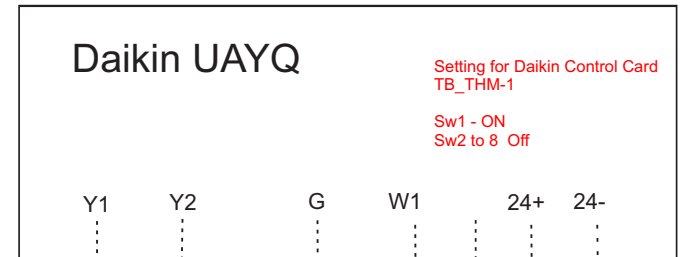 Daikin UAYQ
Setting for Daikin Control Card
TB_THM-1
Sw1 - ON
Sw2 to 8 Off
Y1 Y2 G W1 24+ 24-